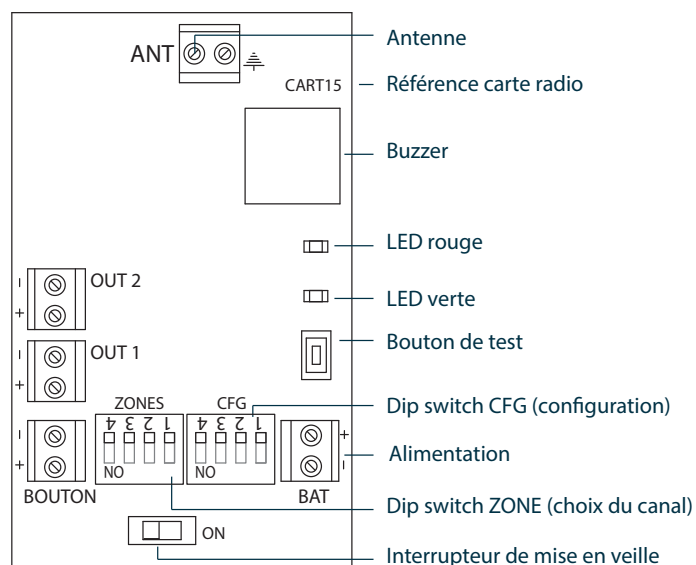 ANT
Antenne
CART15
Référence carte radio
Buzzer
LED rouge
OUT 2
- +
LED verte
OUT 1
- +
Bouton de test
ZONES
CFG
Dip switch CFG (configuration)
4 3 2 1
4 3 2 1
- +
+ -
Alimentation
NO
NO
BOUTON
BAT
Dip switch ZONE (choix du canal)
ON
Interrupteur de mise en veille